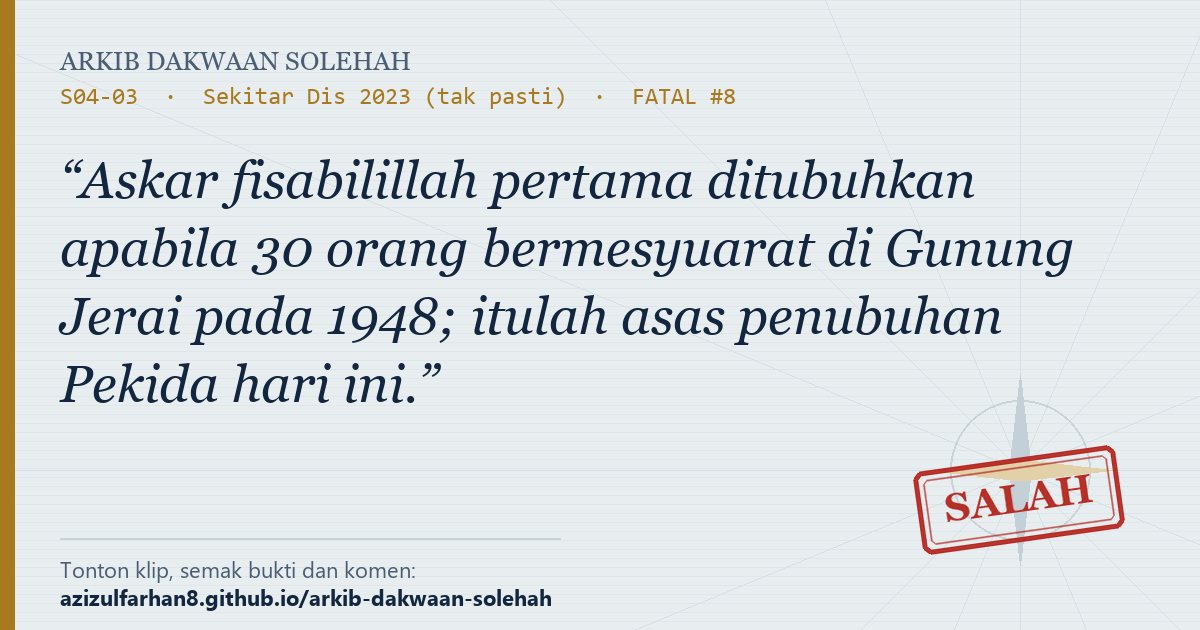 ARKIB DAKWAAN SOLEHAH
S04-03 · Sekitar Dis 2023 (tak pasti) · FATAL #8
“Askar fisabilillah pertama ditubuhkan
apabila 30 orang bermesyuarat di Gunung
Jerai pada 1948; itulah asas penubuhan
Pekida hari ini.”
SALAH
Tonton klip, semak bukti dan komen:
azizulfarhan8.github.io/arkib-dakwaan-solehah